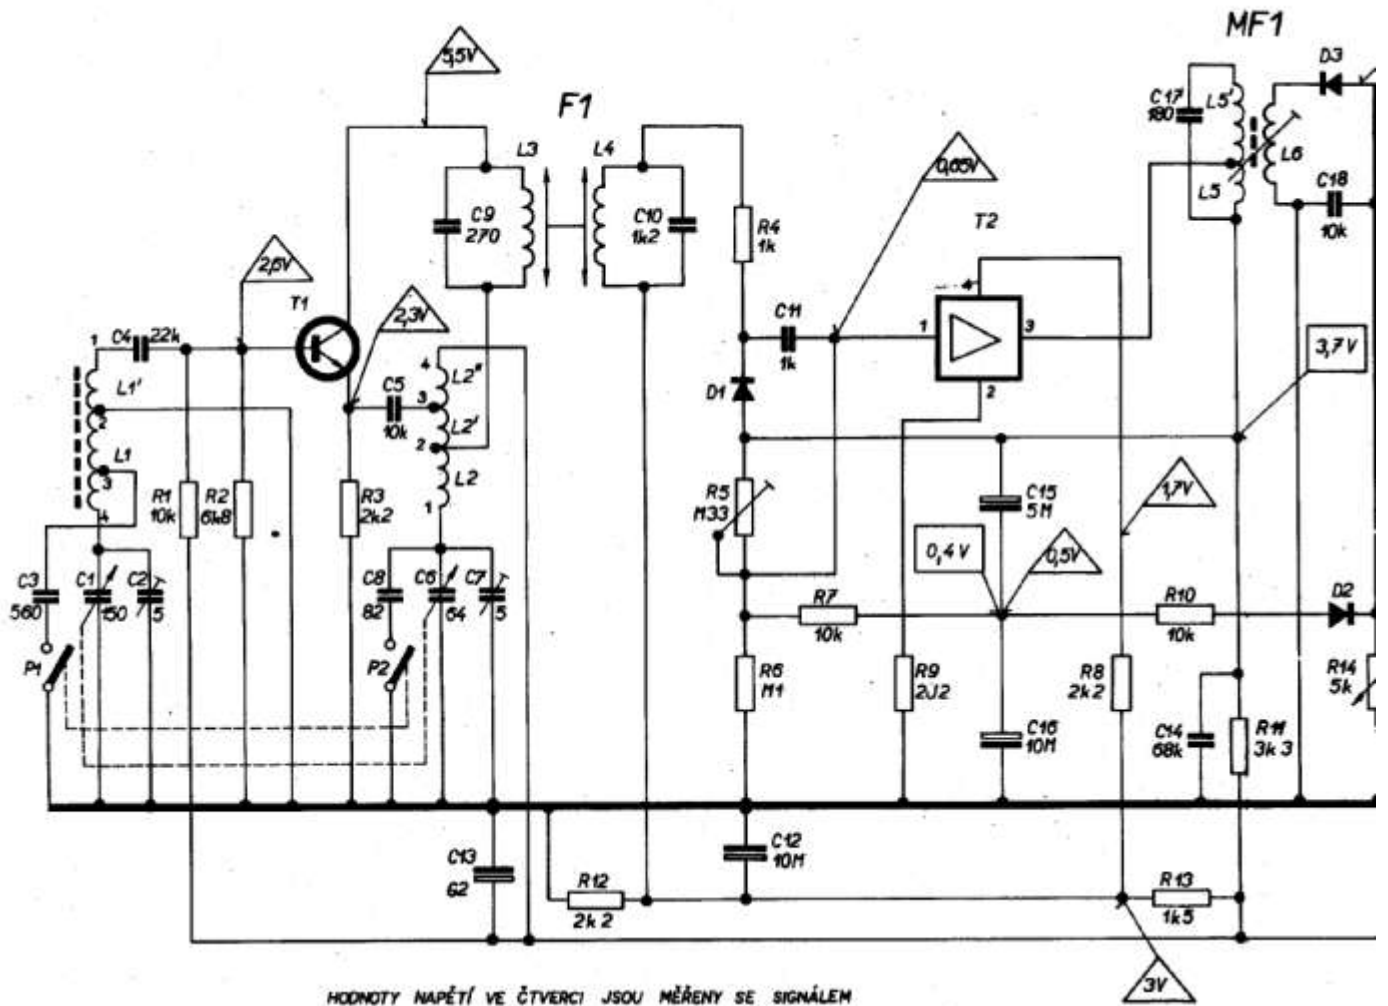 MF1
5,5V
F1
D3
C17
180
L5'
L6
L5
C18
10k
L3
L4
C9
270
C10
1k2
R4
1k
0,65V
T2
2,6V
T1
2,3V
1
C4
22k
L1'
2
L1
3
4
C5
10k
4
L2"
3
L2'
2
L2
1
C11
1k
1
4
3
2
3,7V
D1
R1
10k
R2
6k8
R3
2k2
R5
M33
C15
5M
1,7V
0,4V
0,5V
C3
560
C1
150
C2
5
C8
82
C6
64
C7
5
R7
10k
R10
10k
D2
P1
P2
R6
M1
R9
2J2
R8
2k2
R14
5k
C16
10M
C14
68k
R11
3k3
C13
G2
C12
10M
R12
2k2
R13
1k5
3V
HODNOTY NAPĚTÍ VE ČTVERCI JSOU MĚŘENY SE SIGNÁLEM